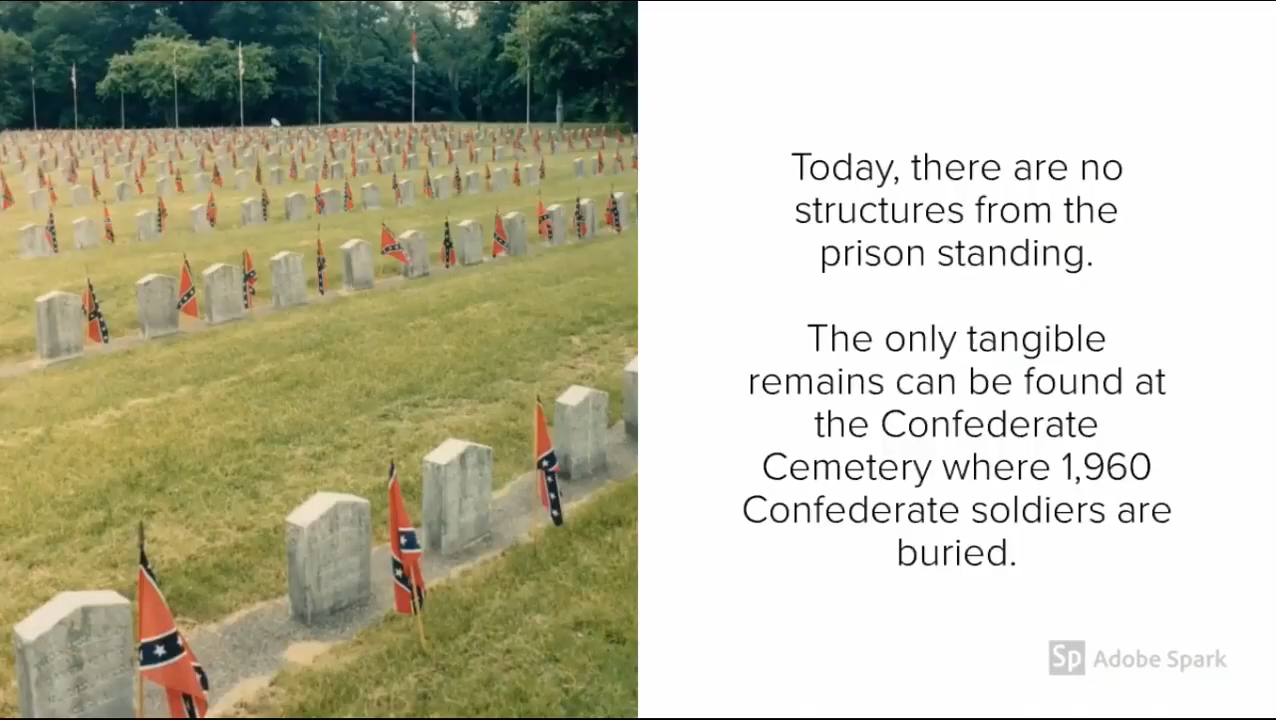 Today, there are no
structures from the
prison standing.
The only tangible
remains can be found at
the Confederate
Cemetery where 1,960
Confederate soldiers are
buried.
Sp Adobe Spark